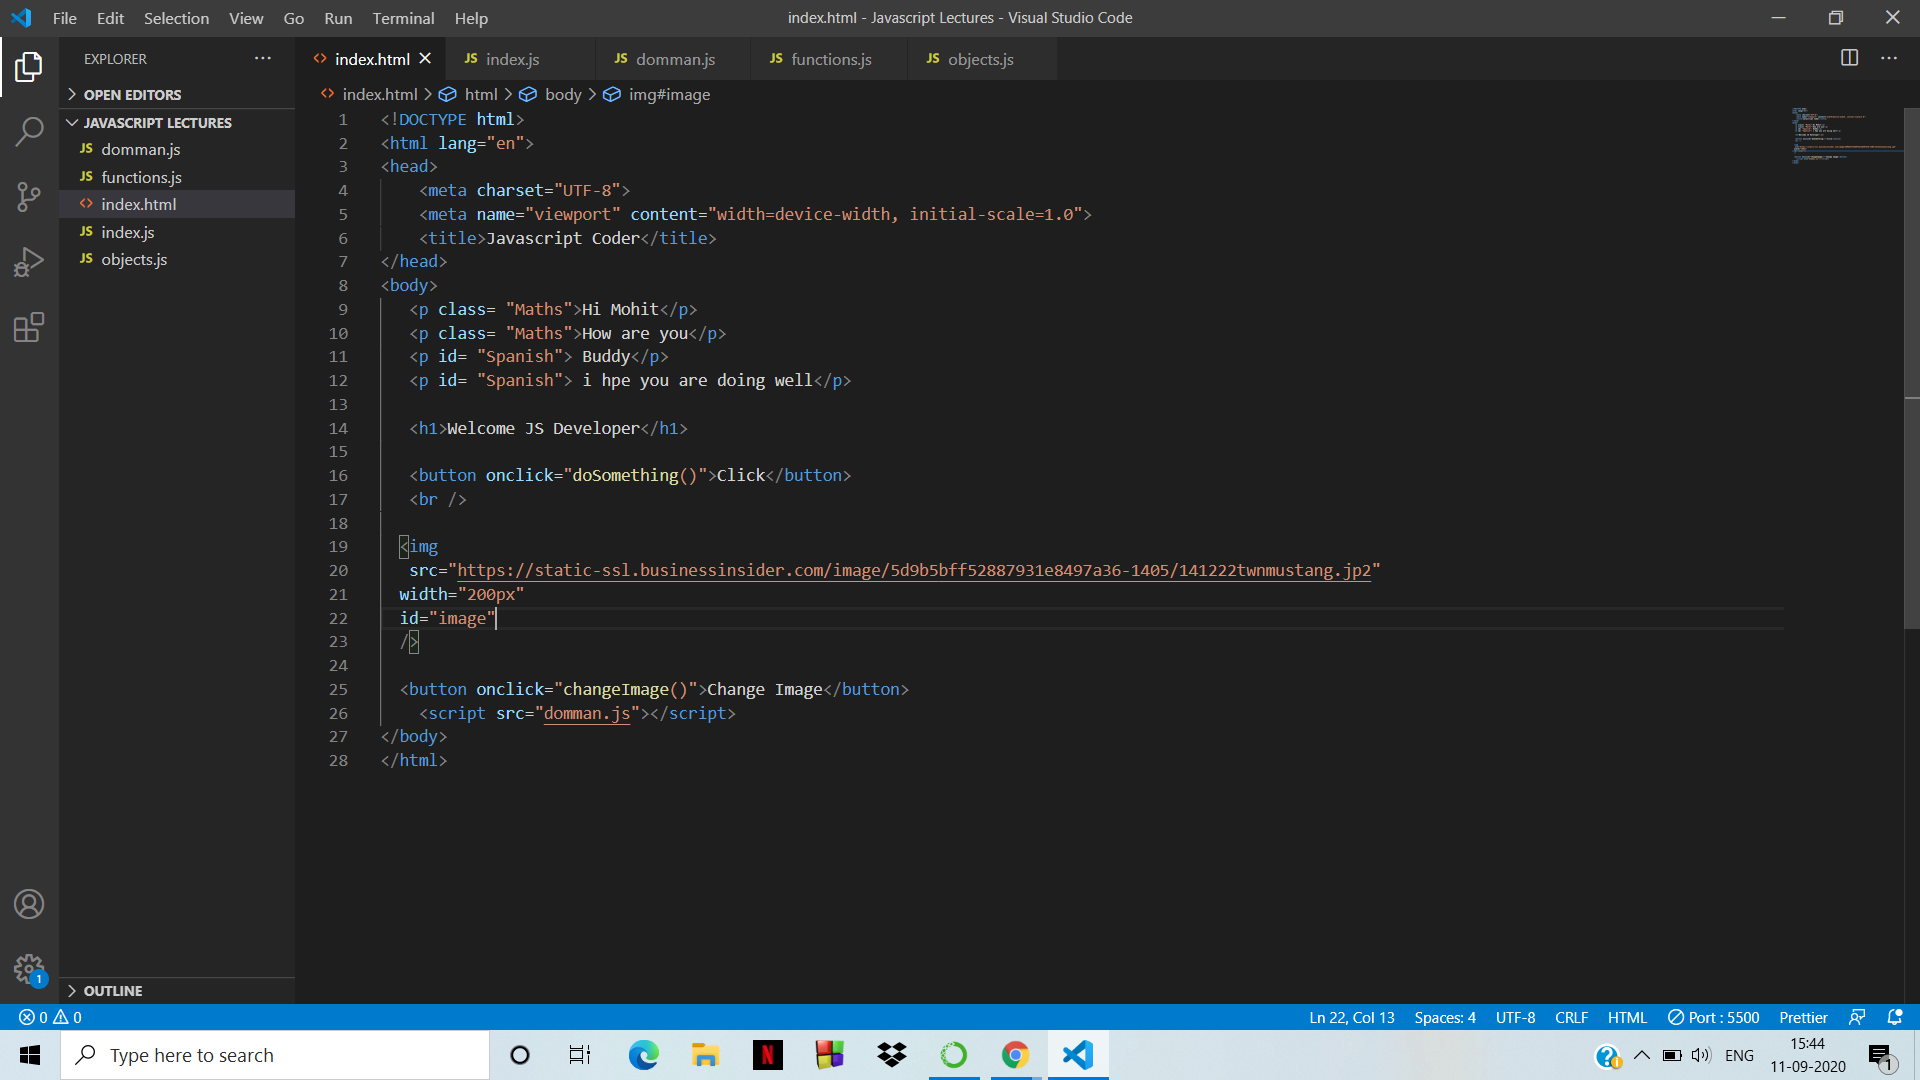 File Edit Selection View Go Run Terminal Help
index.html - Javascript Lectures - Visual Studio Code
EXPLORER
OPEN EDITORS
JAVASCRIPT LECTURES
JS domman.js
JS functions.js
<> index.html
JS index.js
JS objects.js
OUTLINE
<> index.html
JS index.js
JS domman.js
JS functions.js
JS objects.js
<> index.html > html > body > img#image
1 <!DOCTYPE html>
2 <html lang="en">
3 <head>
4 <meta charset="UTF-8">
5 <meta name="viewport" content="width=device-width, initial-scale=1.0">
6 <title>Javascript Coder</title>
7 </head>
8 <body>
9 <p class= "Maths">Hi Mohit</p>
10 <p class= "Maths">How are you</p>
11 <p id= "Spanish"> Buddy</p>
12 <p id= "Spanish"> i hpe you are doing well</p>
13
14 <h1>Welcome JS Developer</h1>
15
16 <button onclick="doSomething()">Click</button>
17 <br />
18
19 <img
20 src="https://static-ssl.businessinsider.com/image/5d9b5bff52887931e8497a36-1405/141222twnmustang.jp2"
21 width="200px"
22 id="image"
23 />
24
25 <button onclick="changeImage()">Change Image</button>
26 <script src="domman.js"></script>
27 </body>
28 </html>
1
0 0
Ln 22, Col 13 Spaces: 4 UTF-8 CRLF HTML Port : 5500 Prettier
Type here to search
N
ENG
15:44
11-09-2020
1